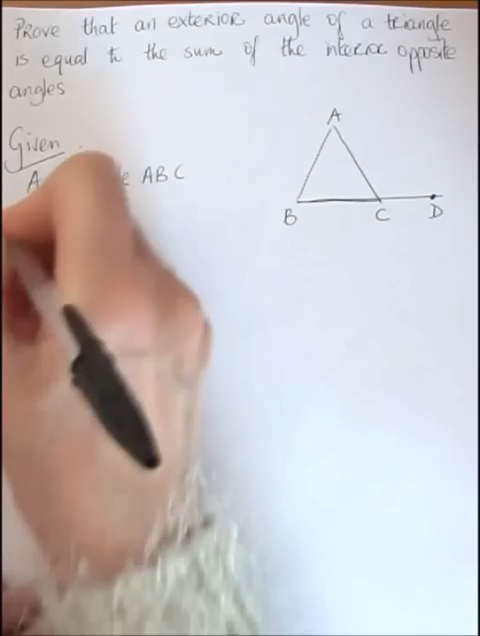 Prove that an exterior angle of a triangle
is equal to the sum of the interior opposite
angles
Given
A ABC
A
B C D